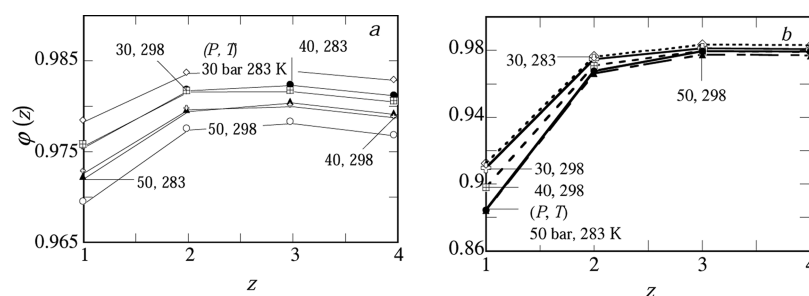 a
(P, T)
30, 298
40, 283
30 bar 283 K
0.985
0.975
0.965
φ(z)
50, 298
40, 298
50, 283
1
2
3
4
z
b
0.98
0.94
0.9
0.86
30, 283
50, 298
30, 298
40, 298
(P, T)
50 bar, 283 K
1
2
3
4
z